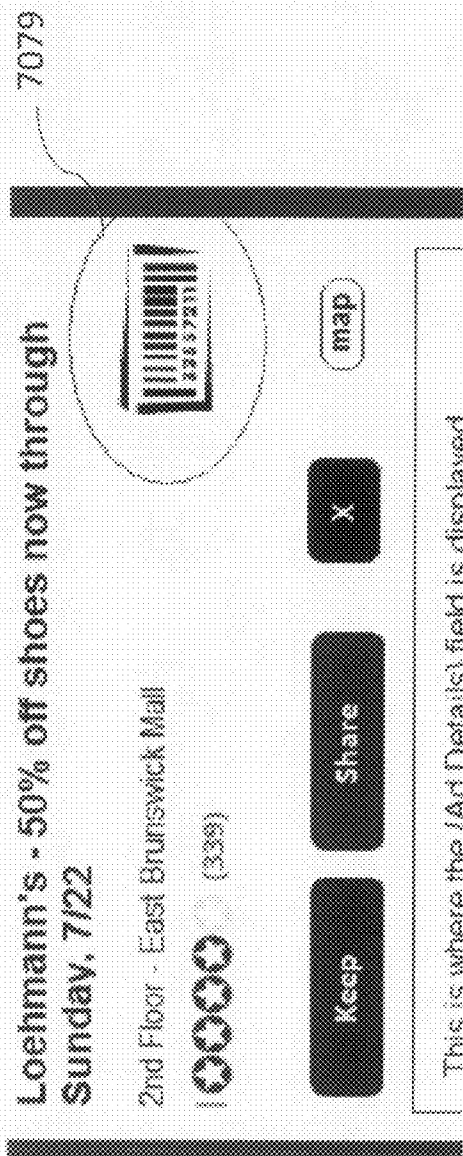 7079
Loehmann's - 50% off shoes now through
Sunday, 7/22
2nd Floor - East Brunswick Mall
(339)
Keep
Share
X
map
This is where the (Ad Details) field is displayed